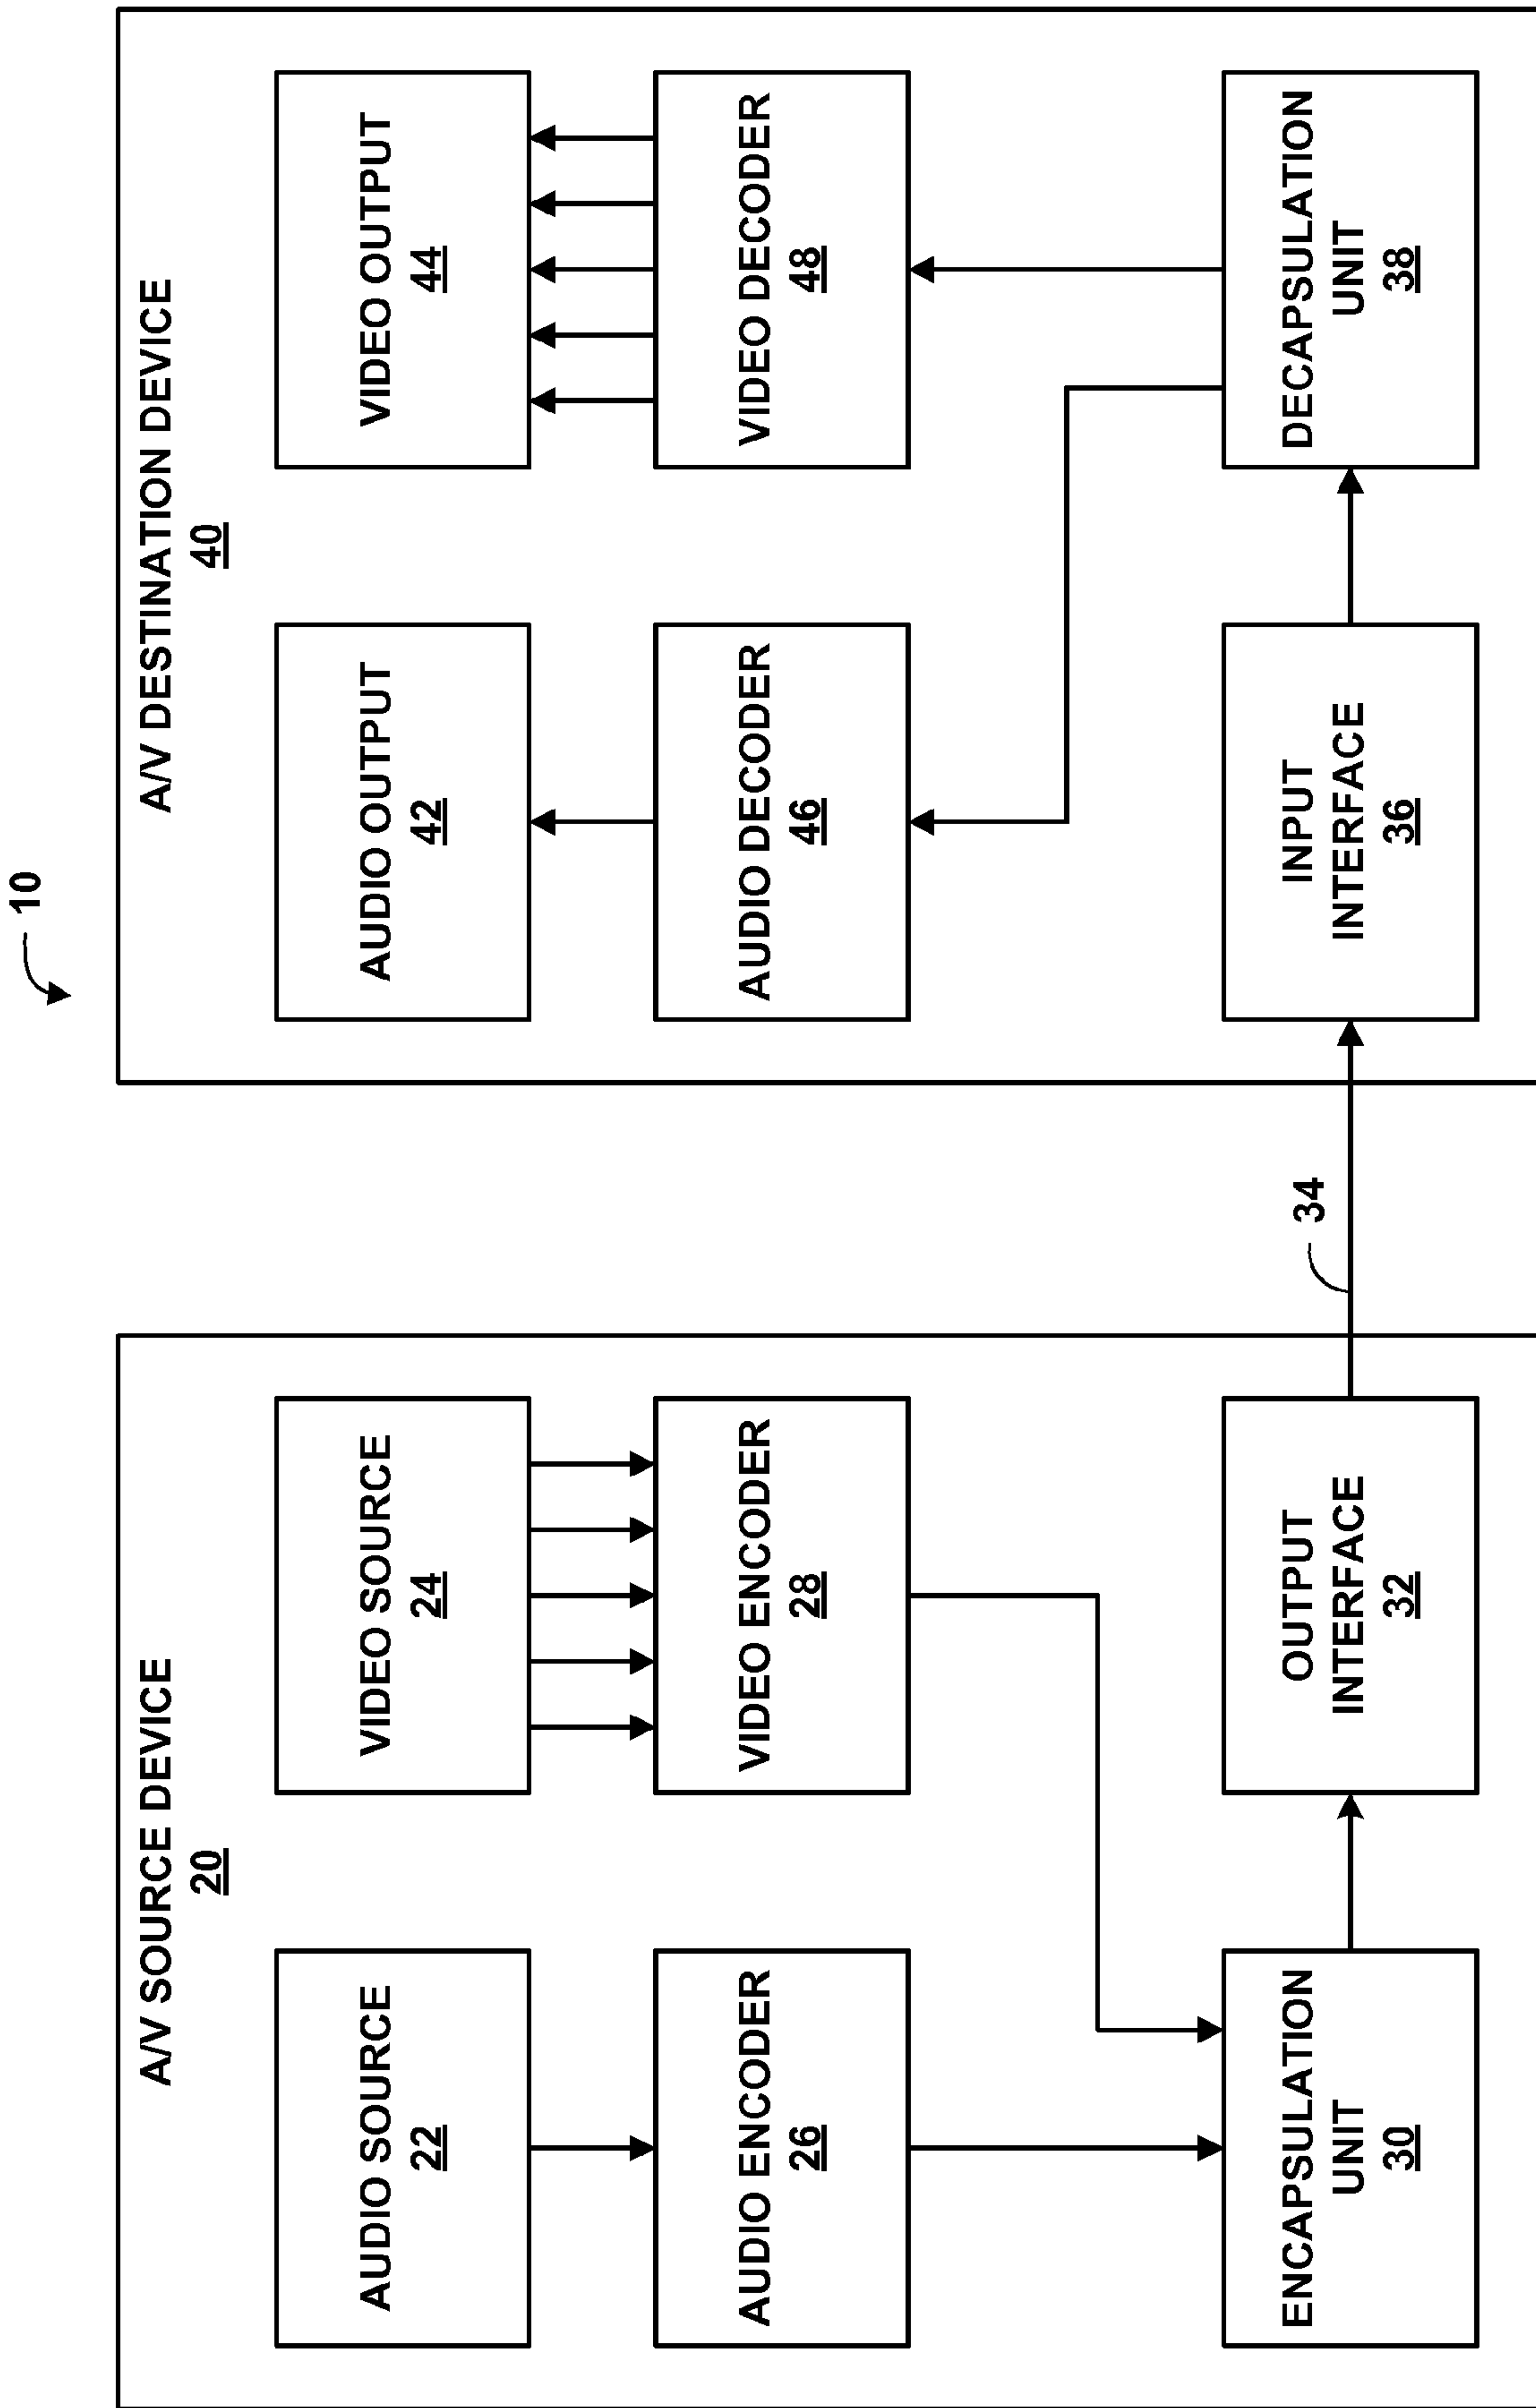 10
A/V SOURCE DEVICE
20
AUDIO SOURCE
22
VIDEO SOURCE
24
AUDIO ENCODER
26
VIDEO ENCODER
28
ENCAPSULATION
UNIT
30
OUTPUT
INTERFACE
32
34
A/V DESTINATION DEVICE
40
AUDIO OUTPUT
42
VIDEO OUTPUT
44
AUDIO DECODER
46
VIDEO DECODER
48
INPUT
INTERFACE
36
DECAPSULATION
UNIT
38